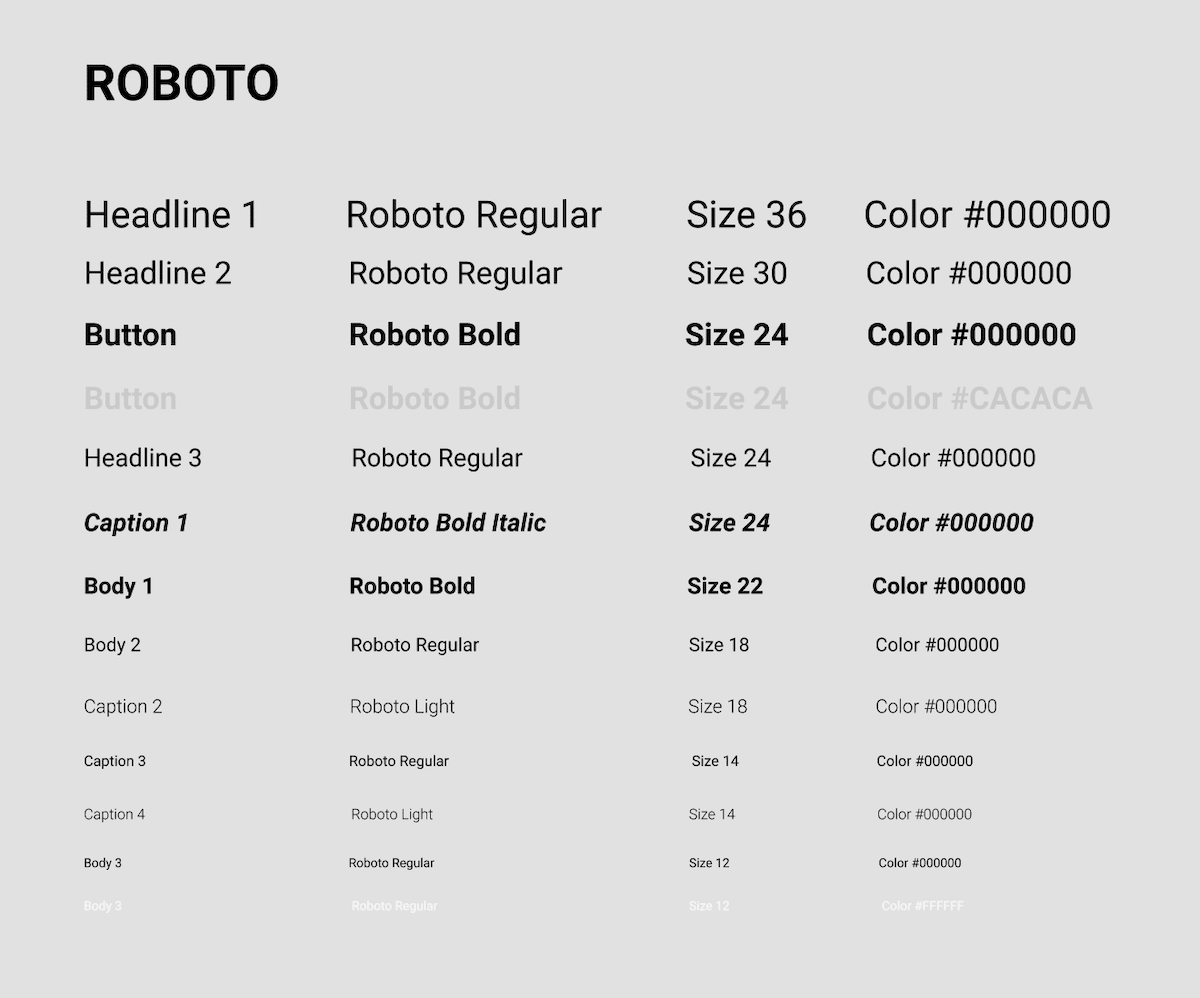 ROBOTO
Headline 1 Roboto Regular Size 36 Color #000000
Headline 2 Roboto Regular Size 30 Color #000000
Button Roboto Bold Size 24 Color #000000
Button Roboto Bold Size 24 Color #CACACA
Headline 3 Roboto Regular Size 24 Color #000000
Caption 1 Roboto Bold Italic Size 24 Color #000000
Body 1 Roboto Bold Size 22 Color #000000
Body 2 Roboto Regular Size 18 Color #000000
Caption 2 Roboto Light Size 18 Color #000000
Caption 3 Roboto Regular Size 14 Color #000000
Caption 4 Roboto Light Size 14 Color #000000
Body 3 Roboto Regular Size 12 Color #000000
Body 3 Roboto Regular Size 12 Color #FFFFFF